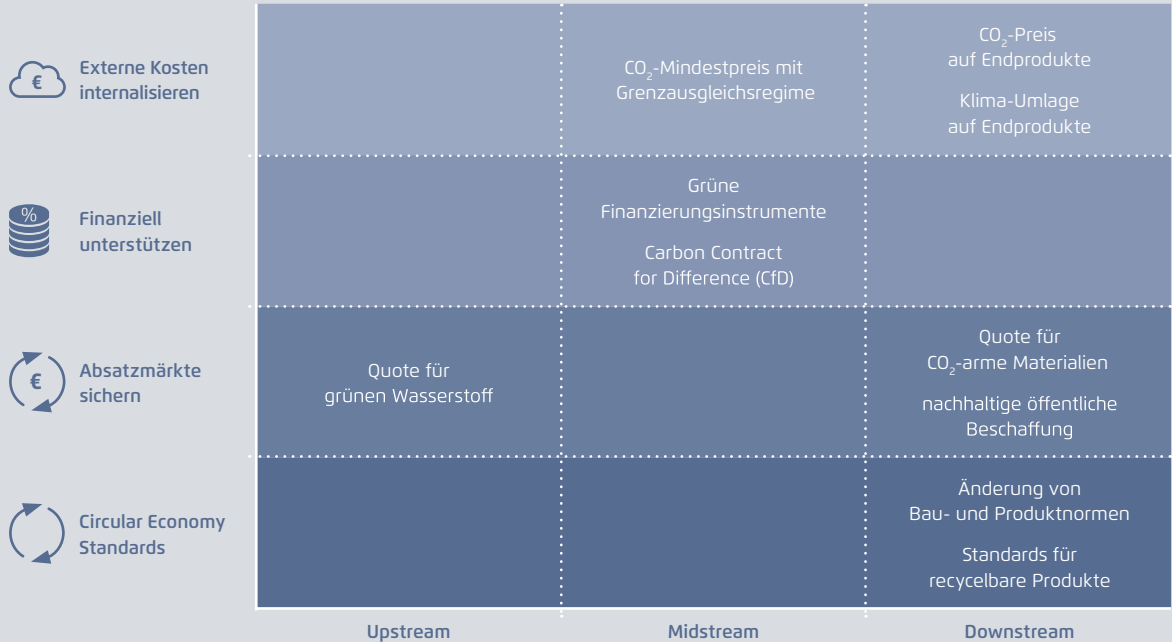 €
Externe Kosten
internalisieren
CO₂-Mindestpreis mit
Grenzausgleichsregime
CO₂-Preis
auf Endprodukte
Klima-Umlage
auf Endprodukte
%
Finanziell
unterstützen
Grüne
Finanzierungsinstrumente
Carbon Contract
for Difference (CfD)
€
Absatzmärkte
sichern
Quote für
grünen Wasserstoff
Quote für
CO₂-arme Materialien
nachhaltige öffentliche
Beschaffung
Circular Economy
Standards
Änderung von
Bau- und Produktnormen
Standards für
recycelbare Produkte
Upstream
Midstream
Downstream